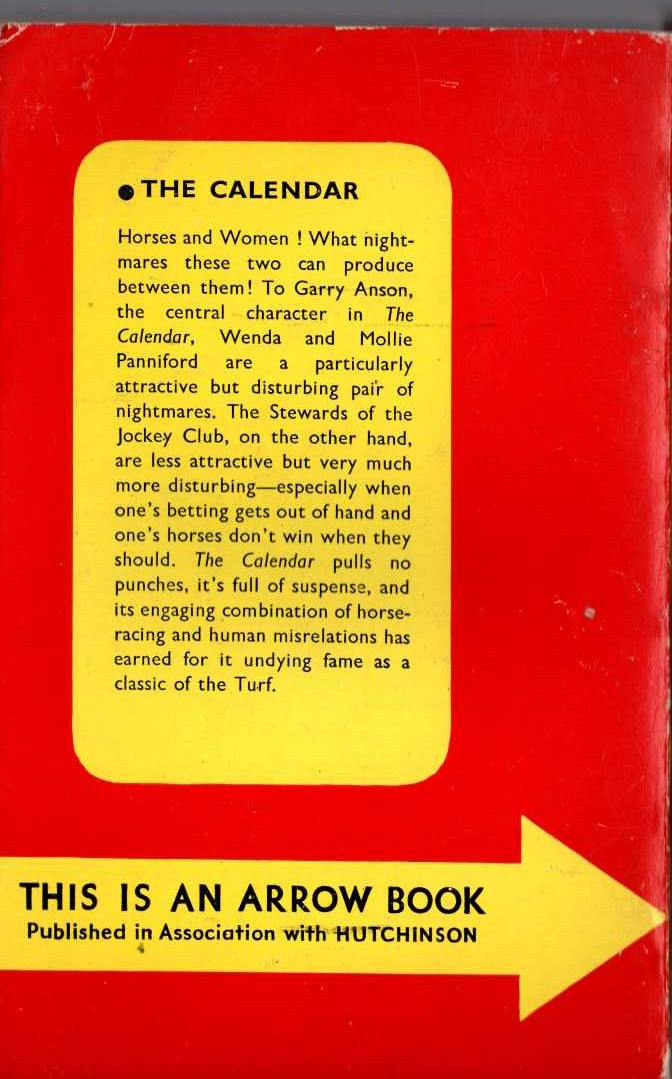 ● THE CALENDAR
Horses and Women ! What night-
mares these two can produce
between them! To Garry Anson,
the central character in The
Calendar, Wenda and Mollie
Panniford are a particularly
attractive but disturbing pair of
nightmares. The Stewards of the
Jockey Club, on the other hand,
are less attractive but very much
more disturbing—especially when
one's betting gets out of hand and
one's horses don't win when they
should. The Calendar pulls no
punches, it's full of suspense, and
its engaging combination of horse-
racing and human misrelations has
earned for it undying fame as a
classic of the Turf.
THIS IS AN ARROW BOOK
Published in Association with HUTCHINSON